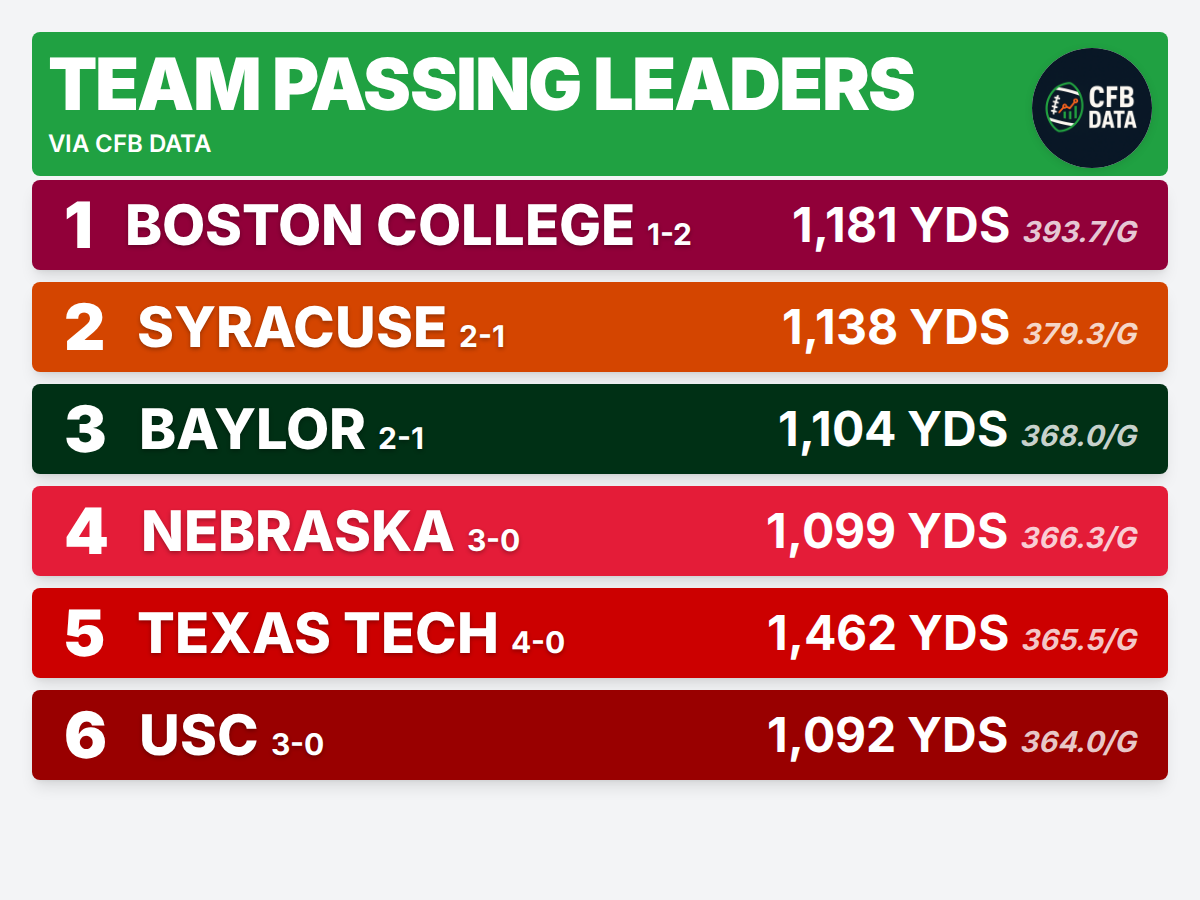 TEAM PASSING LEADERS
VIA CFB DATA
CFB
DATA
1 BOSTON COLLEGE 1-2 1,181 YDS 393.7/G
2 SYRACUSE 2-1 1,138 YDS 379.3/G
3 BAYLOR 2-1 1,104 YDS 368.0/G
4 NEBRASKA 3-0 1,099 YDS 366.3/G
5 TEXAS TECH 4-0 1,462 YDS 365.5/G
6 USC 3-0 1,092 YDS 364.0/G